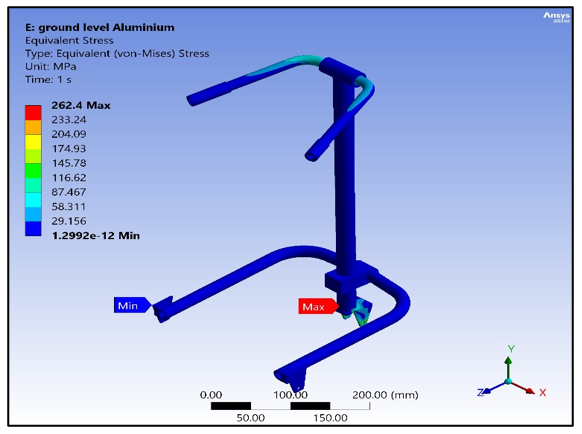 Ansys
E: ground level Aluminium
Equivalent Stress
Type: Equivalent (von-Mises) Stress
Unit: MPa
Time: 1 s
262.4 Max
233.24
204.09
174.93
145.78
116.62
87.467
58.311
29.156
1.2992e-12 Min
Min
Max
Y
Z
X
0.00 100.00 200.00 (mm)
50.00 150.00